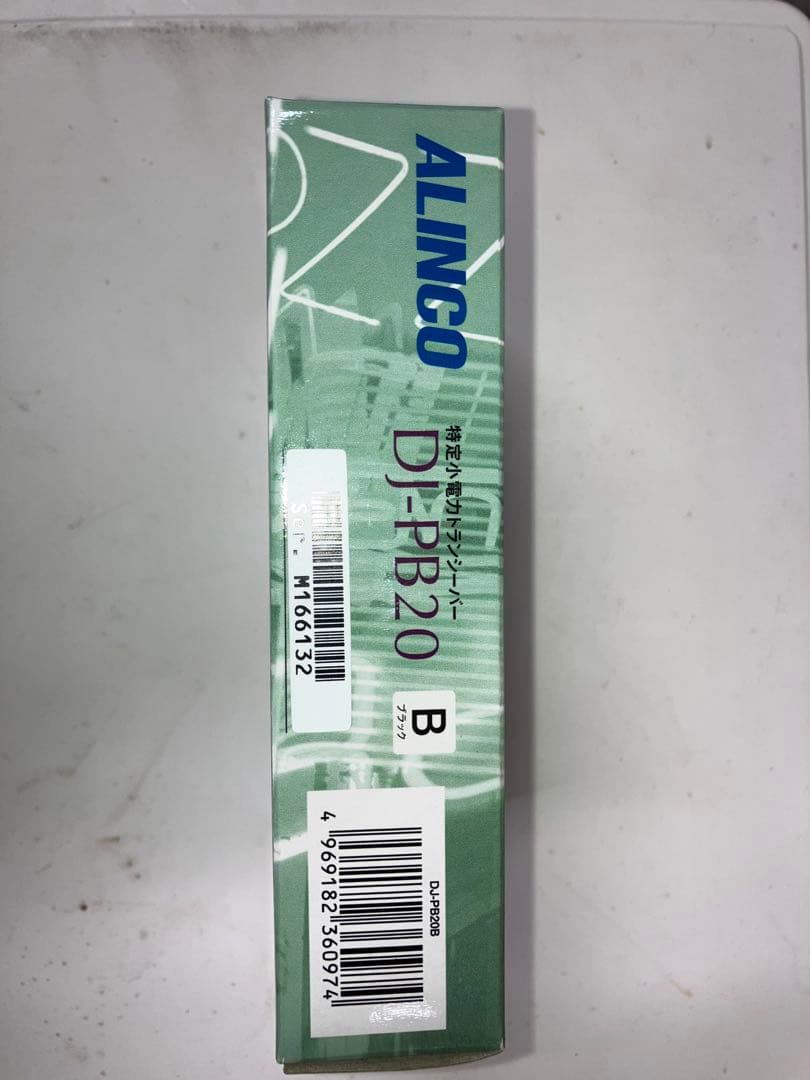 ALINCO
特定小電力トランシーバー
DJ-PB20
B
ブラック
Ser. M166132
DJ-PB20B
4 969182 360974